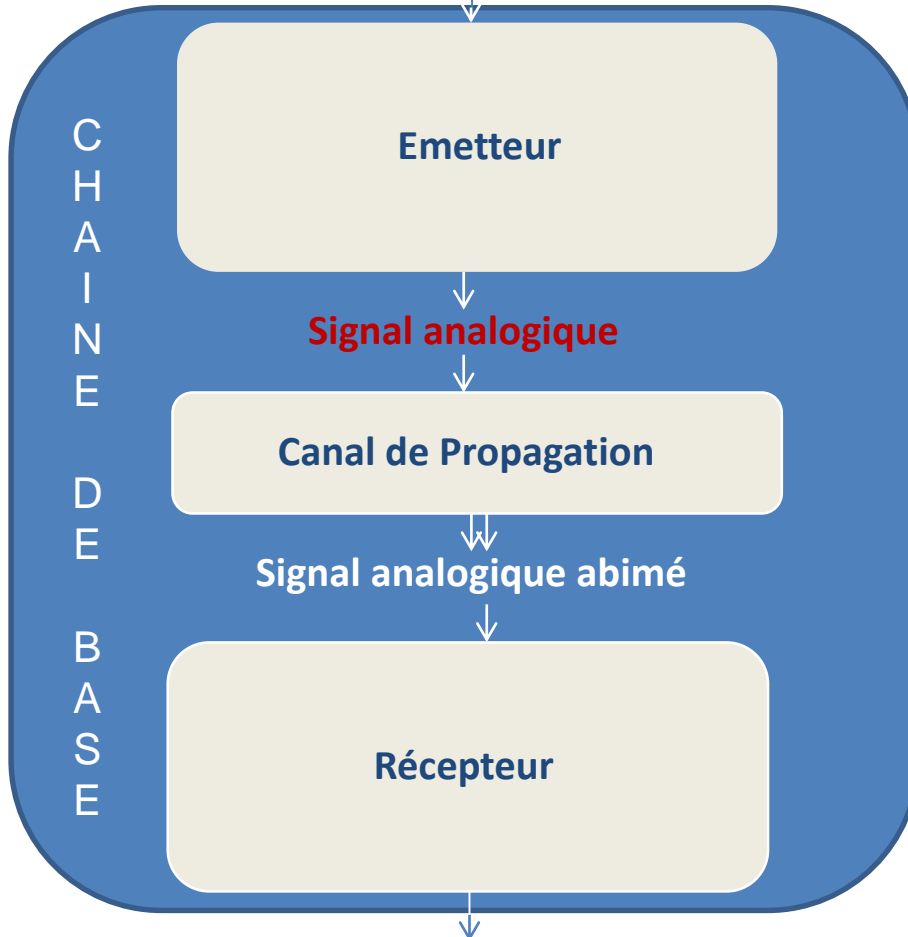 CHAINE DE BASE
Emetteur
Signal analogique
Canal de Propagation
Signal analogique abimé
Récepteur